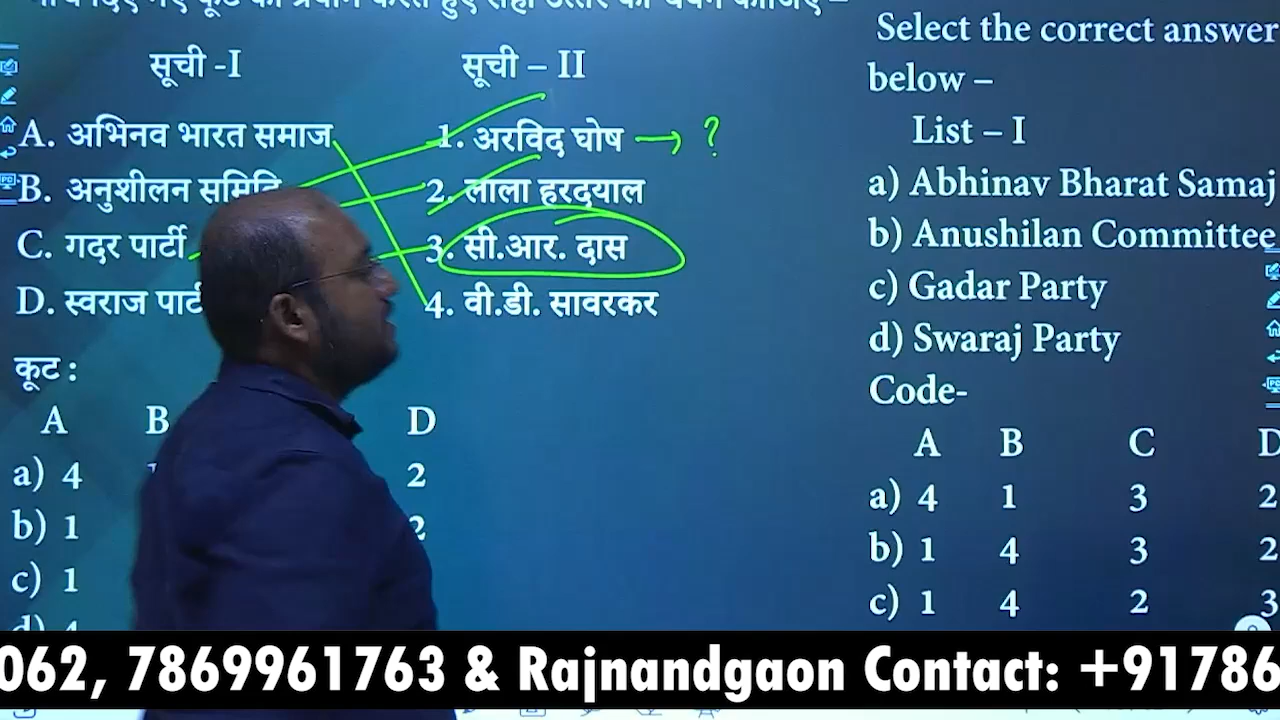 सूची -I
सूची – II
A. अभिनव भारत समाज
1. अरविद घोष → ?
B. अनुशीलन समिति
2. लाला हरदयाल
C. गदर पार्टी
3. सी.आर. दास
D. स्वराज
4. वी.डी. सावरकर
कूट :
A B D
a) 4 2
b) 1 2
c) 1
Select the correct answer
below –
List – I
a) Abhinav Bharat Samaj
b) Anushilan Committee
c) Gadar Party
d) Swaraj Party
Code-
A B C D
a) 4 1 3 2
b) 1 4 3 2
c) 1 4 2 3
062, 7869961763 & Rajnandgaon Contact: +91786